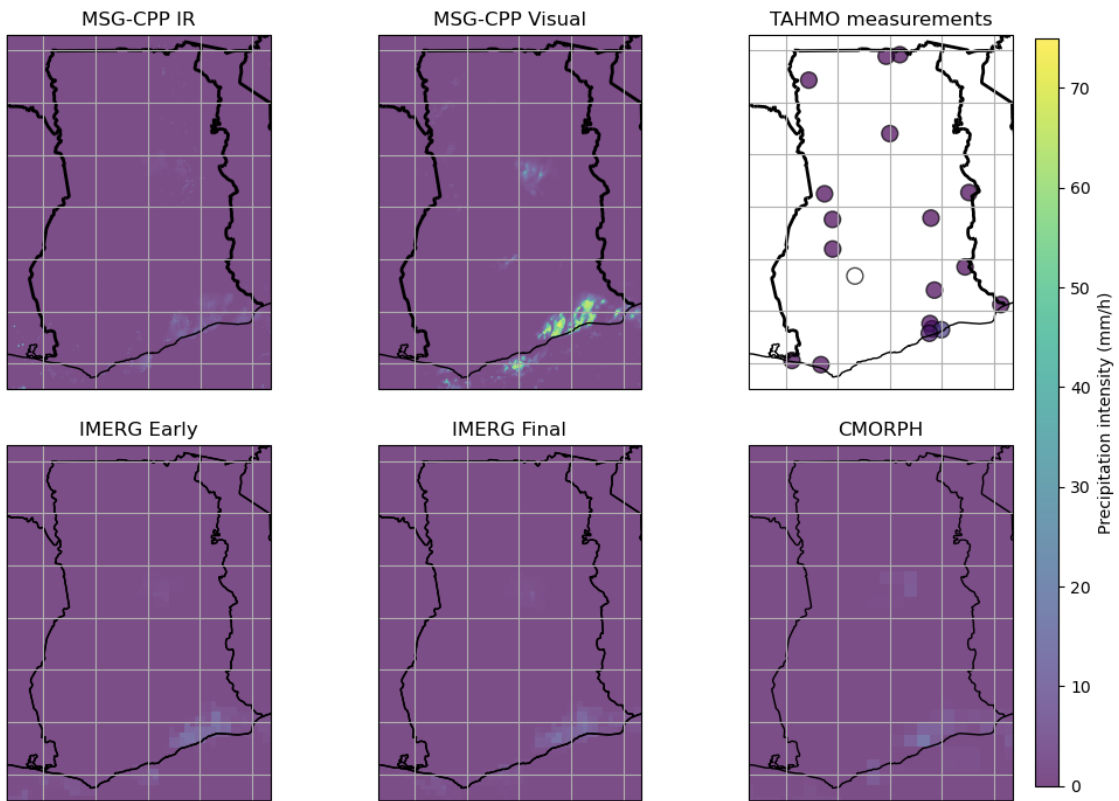 MSG-CPP IR
MSG-CPP Visual
TAHMO measurements
IMERG Early
IMERG Final
CMORPH
70
60
50
40
30
20
10
0
Precipitation intensity (mm/h)